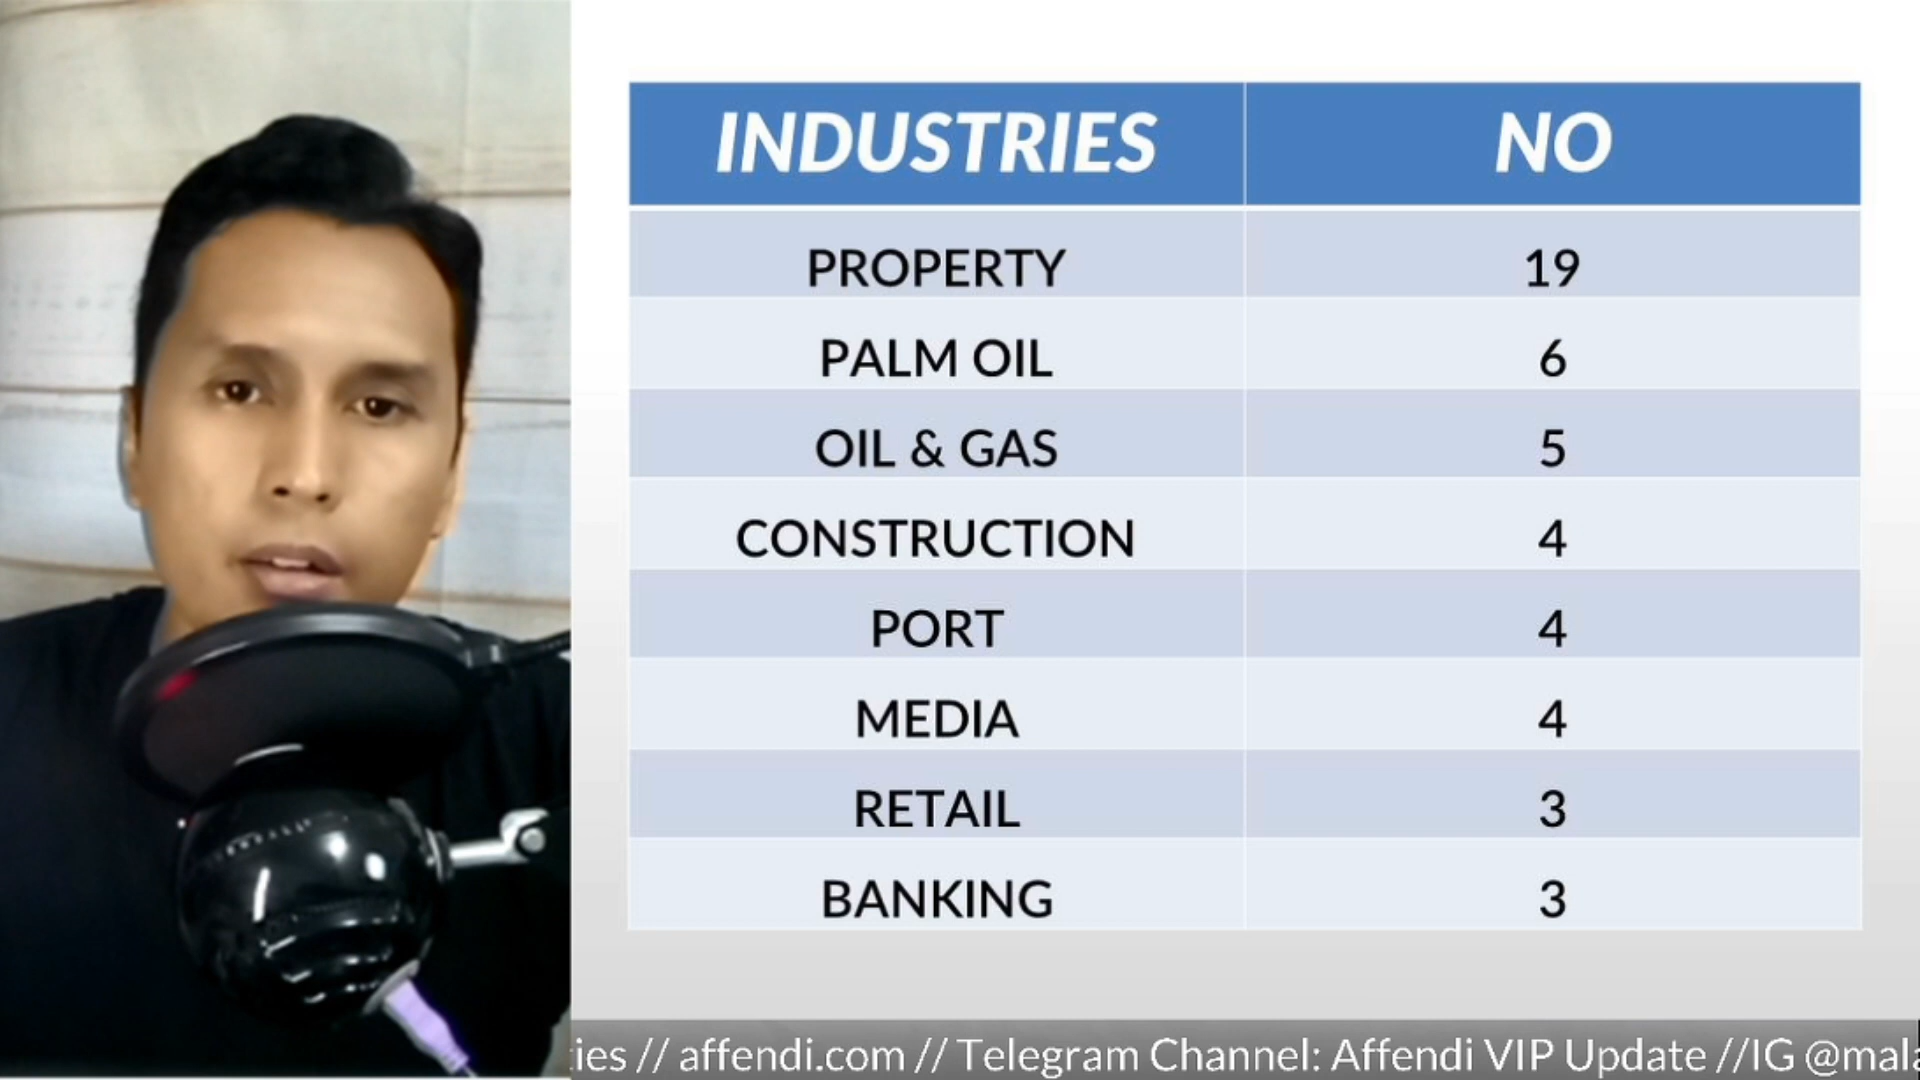 INDUSTRIES NO
PROPERTY 19
PALM OIL 6
OIL & GAS 5
CONSTRUCTION 4
PORT 4
MEDIA 4
RETAIL 3
BANKING 3
// affendi.com // Telegram Channel: Affendi VIP Update //IG